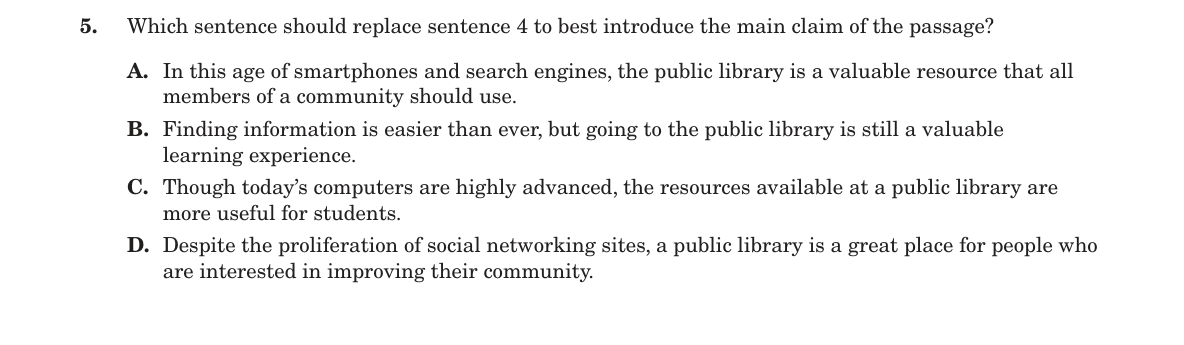 5. Which sentence should replace sentence 4 to best introduce the main claim of the passage?
A. In this age of smartphones and search engines, the public library is a valuable resource that all
members of a community should use.
B. Finding information is easier than ever, but going to the public library is still a valuable
learning experience.
C. Though today’s computers are highly advanced, the resources available at a public library are
more useful for students.
D. Despite the proliferation of social networking sites, a public library is a great place for people who
are interested in improving their community.